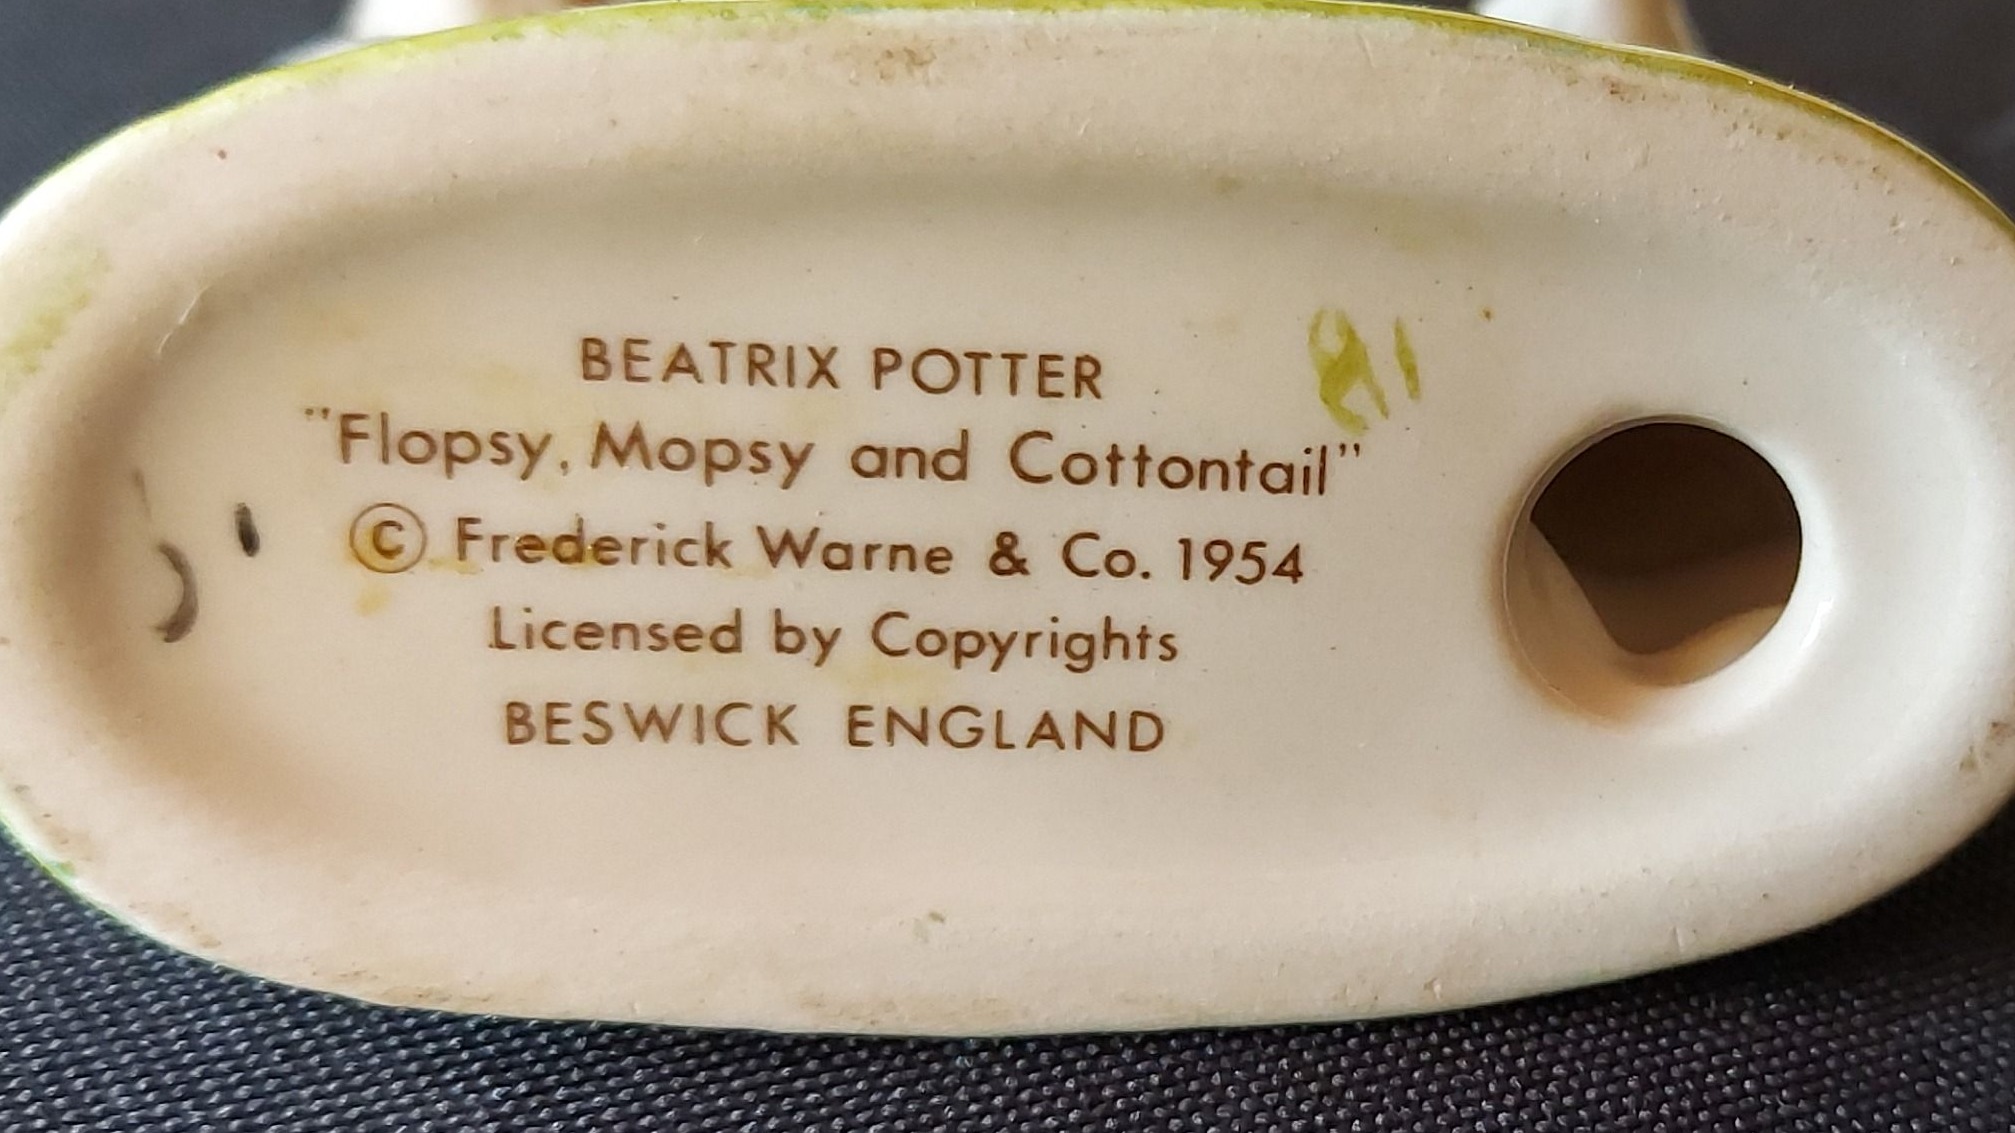 BEATRIX POTTER
"Flopsy, Mopsy and Cottontail"
© Frederick Warne & Co. 1954
Licensed by Copyrights
BESWICK ENGLAND